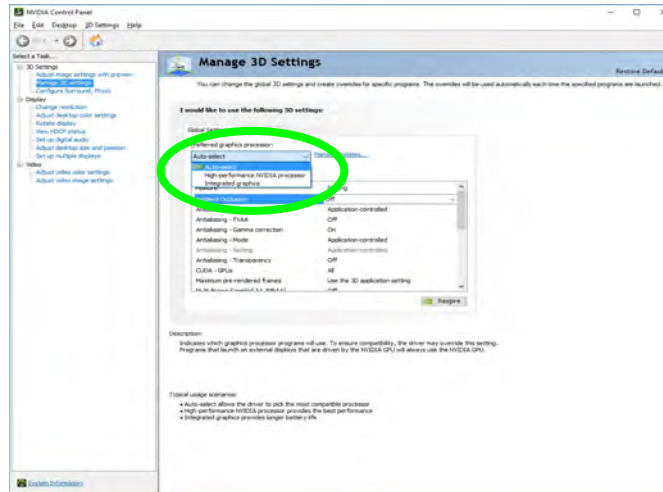 NVIDIA Control Panel
File Edit Desktop 3D Settings Help
Select a Task...
3D Settings
Adjust image settings with preview
Manage 3D settings
Configure Surround, PhysX
Display
Change resolution
Adjust desktop color settings
Rotate display
View HDCP status
Set up digital audio
Adjust desktop size and position
Set up multiple displays
Video
Adjust video color settings
Adjust video image settings
System Information
Manage 3D Settings
Restore Defaul
You can change the global 3D settings and create overrides for specific programs. The overrides will be used automatically each time the specified programs are launched.
I would like to use the following 3D settings:
Global Settings
Preferred graphics processor:
Auto-select
Auto-select
High-performance NVIDIA processor
Integrated graphics
Feature
Ambient Occlusion Off
Application-controlled
Antialiasing - FXAA Off
Antialiasing - Gamma correction On
Antialiasing - Mode Application-controlled
Antialiasing - Setting Application-controlled
Antialiasing - Transparency Off
CUDA - GPUs All
Maximum pre-rendered frames Use the 3D application setting
Restore
Description:
Indicates which graphics processor programs will use. To ensure compatibility, the driver may override this setting.
Programs that launch on external displays that are driven by the NVIDIA GPU will always use the NVIDIA GPU.
Typical usage scenarios:
• Auto-select allows the driver to pick the most compatible processor
• High-performance NVIDIA processor provides the best performance
• Integrated graphics provides longer battery life